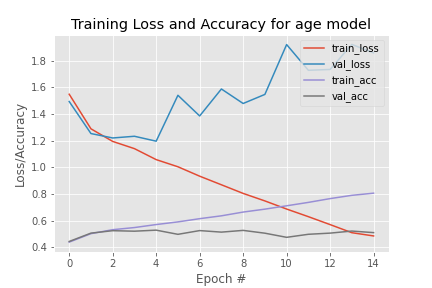 Training Loss and Accuracy for age model
train_loss
val_loss
train_acc
val_acc
Loss/Accuracy
1.8
1.6
1.4
1.2
1.0
0.8
0.6
0.4
0 2 4 6 8 10 12 14
Epoch #